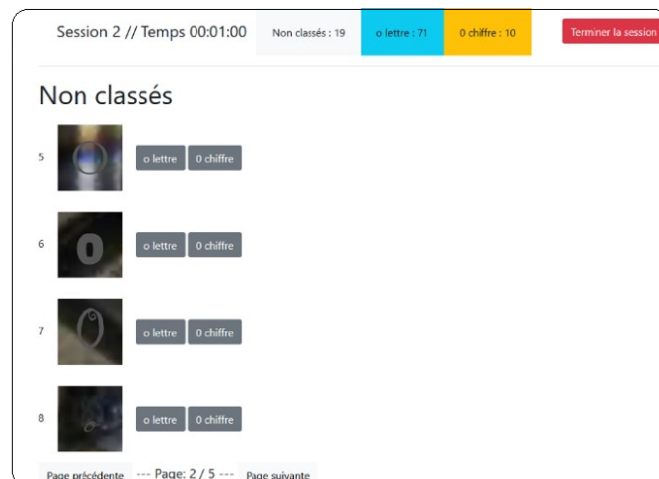 Session 2 // Temps 00:01:00 Non classés : 19 o lettre : 71 0 chiffre : 10 Terminer la session
Non classés
5 o lettre 0 chiffre
6 o lettre 0 chiffre
7 o lettre 0 chiffre
8 o lettre 0 chiffre
Page précédente --- Page: 2 / 5 --- Page suivante